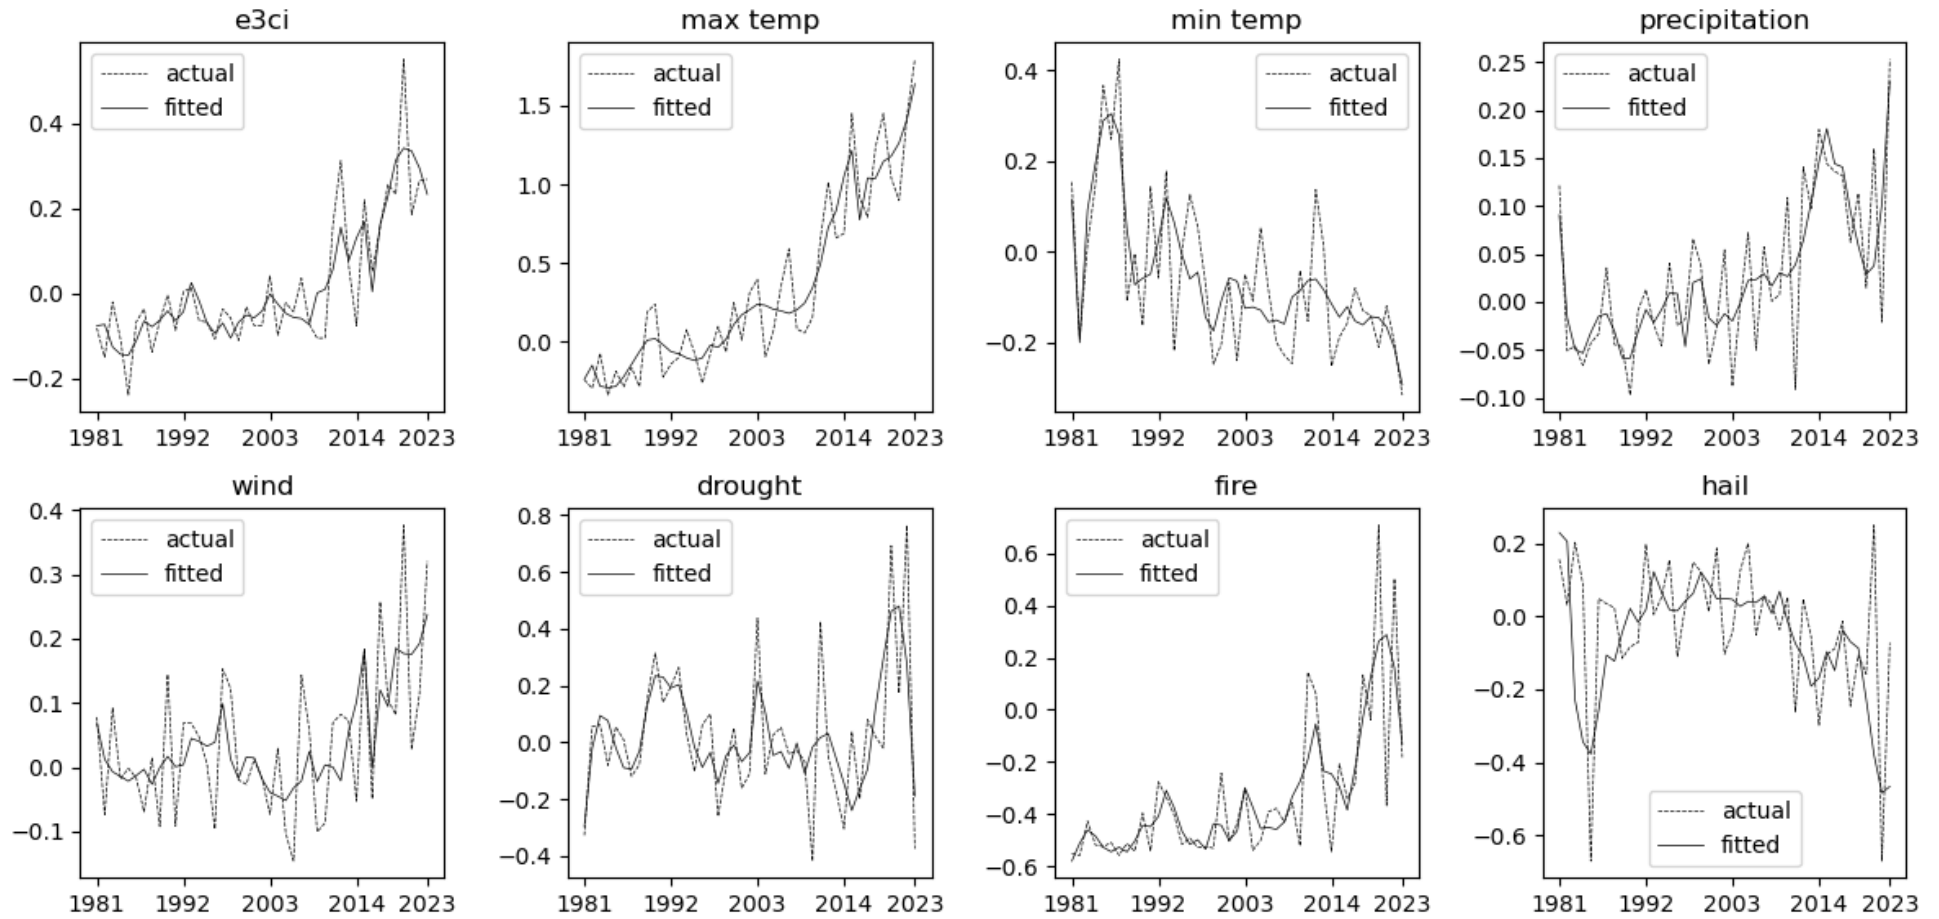 e3ci
actual
fitted
0.4
0.2
0.0
−0.2
1981 1992 2003 2014 2023
max temp
actual
fitted
1.5
1.0
0.5
0.0
1981 1992 2003 2014 2023
min temp
actual
fitted
0.4
0.2
0.0
−0.2
1981 1992 2003 2014 2023
precipitation
actual
fitted
0.25
0.20
0.15
0.10
0.05
0.00
−0.05
−0.10
1981 1992 2003 2014 2023
wind
actual
fitted
0.4
0.3
0.2
0.1
0.0
−0.1
1981 1992 2003 2014 2023
drought
actual
fitted
0.8
0.6
0.4
0.2
0.0
−0.2
−0.4
1981 1992 2003 2014 2023
fire
actual
fitted
0.6
0.4
0.2
0.0
−0.2
−0.4
−0.6
1981 1992 2003 2014 2023
hail
0.2
0.0
−0.2
−0.4
−0.6
actual
fitted
1981 1992 2003 2014 2023